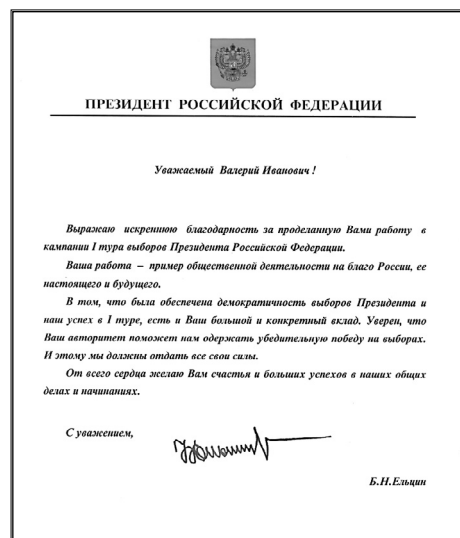 ПРЕЗИДЕНТ РОССИЙСКОЙ ФЕДЕРАЦИИ
Уважаемый Валерий Иванович !
Выражаю искреннюю благодарность за проделанную Вами работу в
кампании I тура выборов Президента Российской Федерации.
Ваша работа – пример общественной деятельности на благо России, ее
настоящего и будущего.
В том, что была обеспечена демократичность выборов Президента и
наш успех в I туре, есть и Ваш большой и конкретный вклад. Уверен, что
Ваш авторитет поможет нам одержать убедительную победу на выборах.
И этому мы должны отдать все свои силы.
От всего сердца желаю Вам счастья и больших успехов в наших общих
делах и начинаниях.
С уважением,
Б.Н.Ельцин